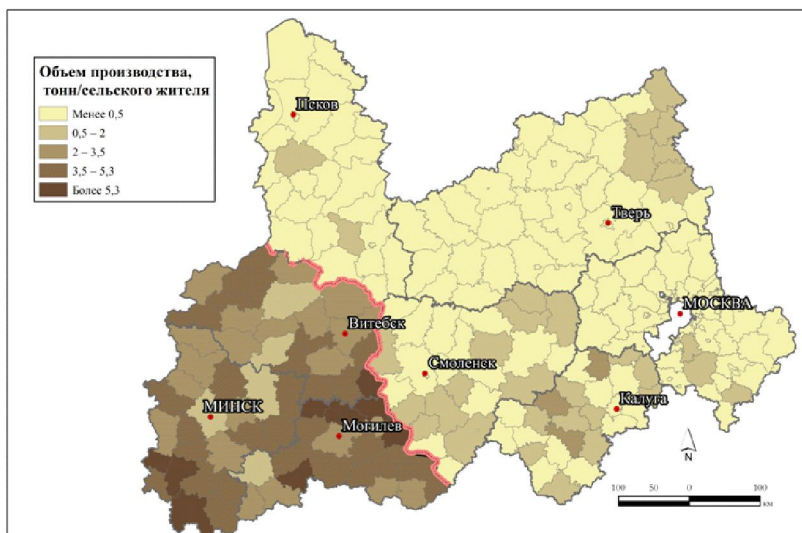 Объем производства,
тонн/сельского жителя
Менее 0,5
0,5 – 2
2 – 3,5
3,5 – 5,3
Более 5,3
Псков
Тверь
МОСКВА
Витебск
Смоленск
Калуга
МИНСК
Могилев
N
100 50 0 100
км